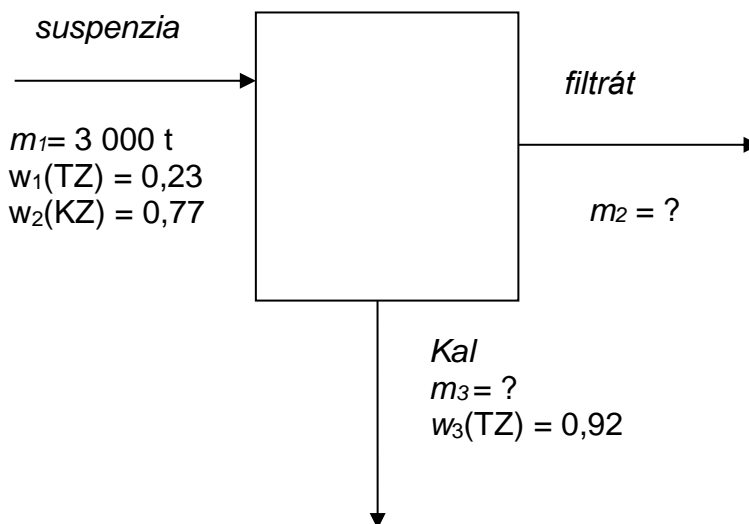 suspenzia
m₁= 3 000 t
w₁(TZ) = 0,23
w₂(KZ) = 0,77
filtrát
m₂ = ?
Kal
m₃ = ?
w₃(TZ) = 0,92